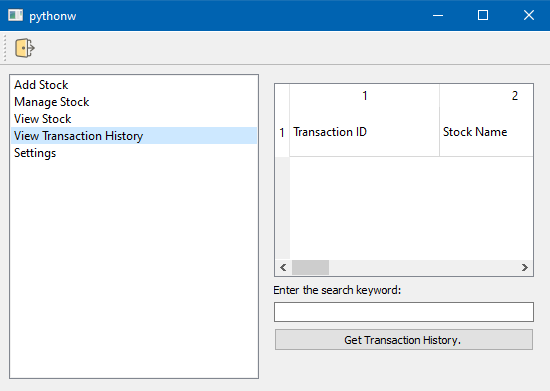 pythonw
Add Stock
Manage Stock
View Stock
View Transaction History
Settings
1 2
1 Transaction ID Stock Name
Enter the search keyword:
Get Transaction History.